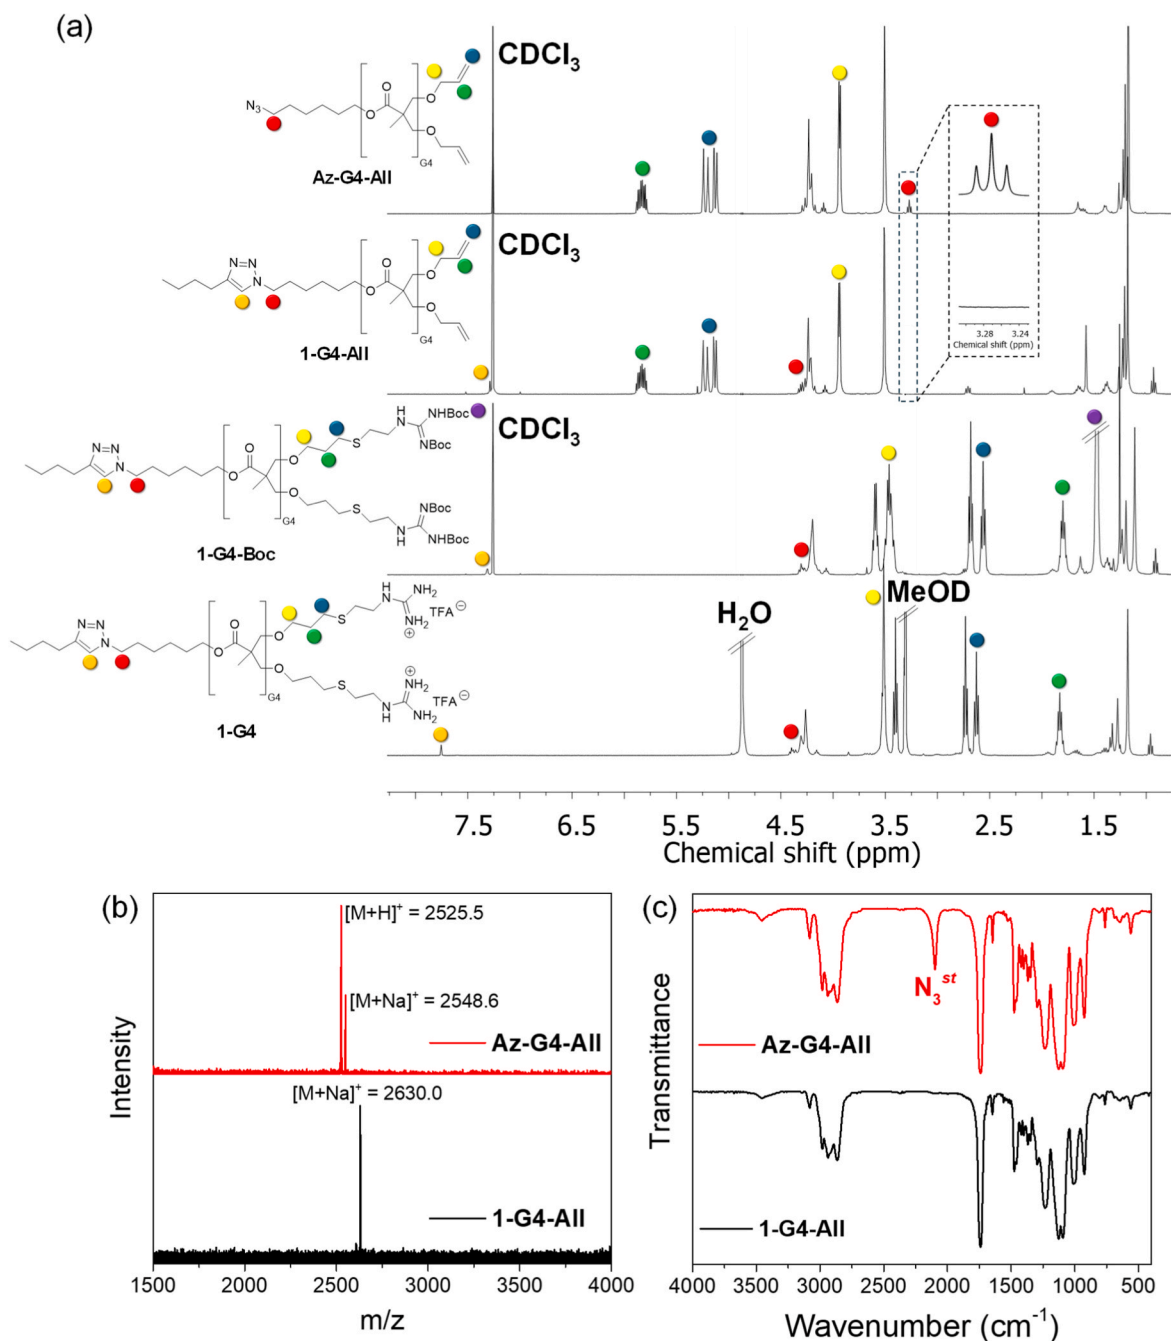 (a)
CDCl3
N3
O
O
O
O
G4
Az-G4-All
CDCl3
N=N
N
O
O
O
O
G4
1-G4-All
3.28 3.24
Chemical shift (ppm)
CDCl3
N=N
N
O
O
O
O
S
S
H
N
N
H
NHBoc
NBoc
NBoc
NHBoc
G4
1-G4-Boc
H2O
MeOD
N=N
N
O
O
O
O
S
S
H
N
N
H
NH2
NH2
⊕
TFA⊖
⊕
NH2
NH2
TFA⊖
G4
1-G4
7.5 6.5 5.5 4.5 3.5 2.5 1.5
Chemical shift (ppm)
(b)
[M+H]+ = 2525.5
[M+Na]+ = 2548.6
Az-G4-All
[M+Na]+ = 2630.0
1-G4-All
Intensity
1500 2000 2500 3000 3500 4000
m/z
(c)
N3st
Az-G4-All
1-G4-All
Transmittance
4000 3500 3000 2500 2000 1500 1000 500
Wavenumber (cm-1)